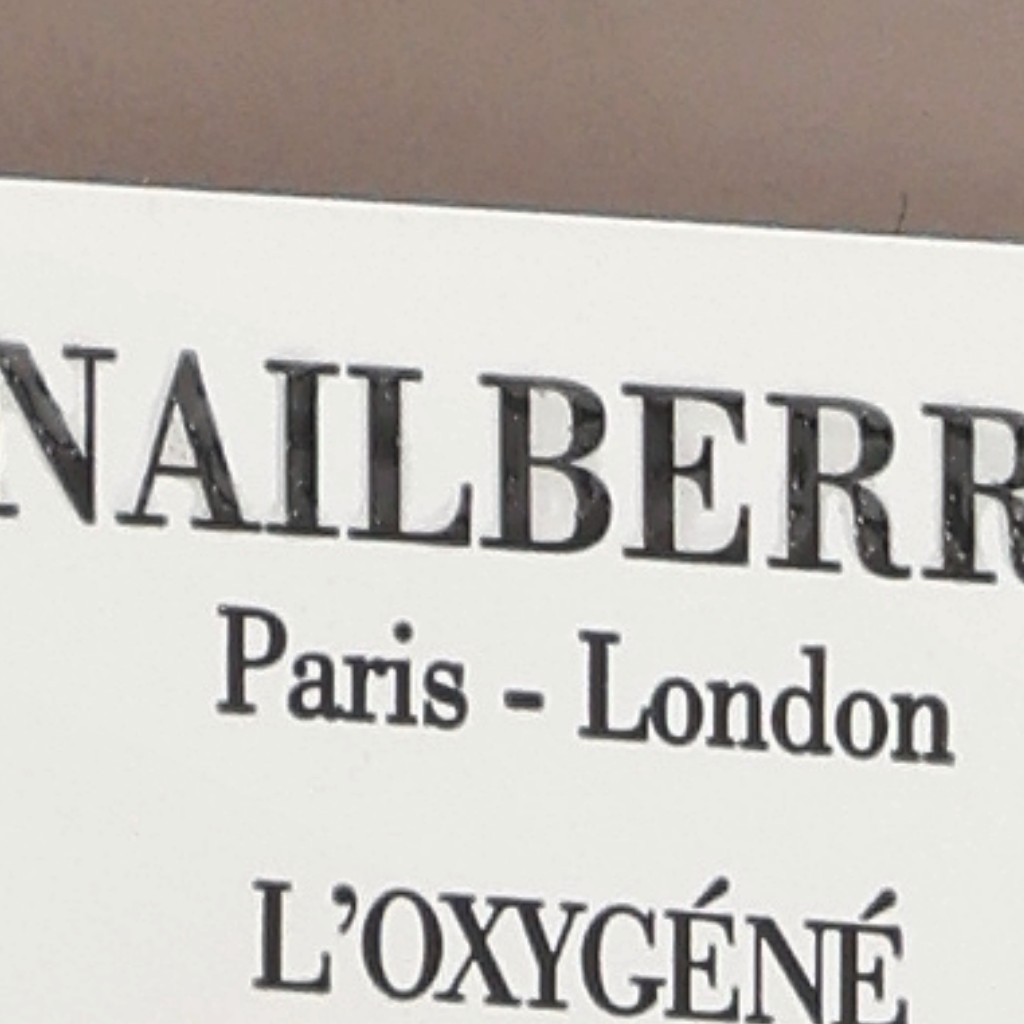 NAILBERR
Paris - London
L'OXYGÉNÉ